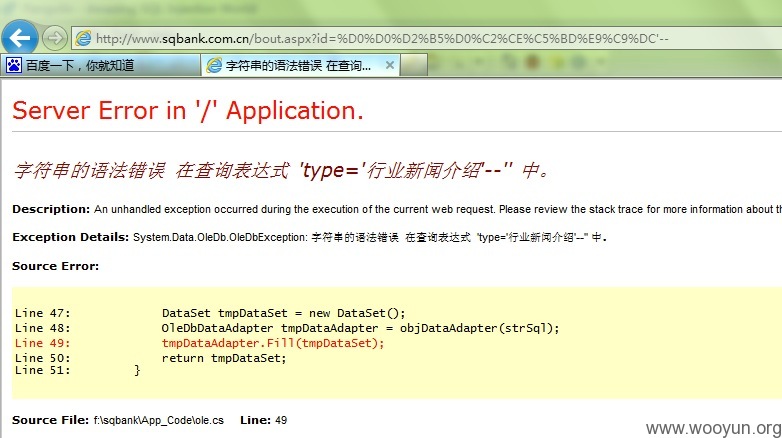 http://www.sqbank.com.cn/bout.aspx?id=%D0%D0%D2%B5%D0%C2%CE%C5%BD%E9%C9%DC'--
百度一下，你就知道
字符串的语法错误 在查询...
Server Error in '/' Application.
字符串的语法错误 在查询表达式 'type='行业新闻介绍'--'' 中。
Description: An unhandled exception occurred during the execution of the current web request. Please review the stack trace for more information about th
Exception Details: System.Data.OleDb.OleDbException: 字符串的语法错误 在查询表达式 'type='行业新闻介绍'--'' 中。
Source Error:
Line 47: DataSet tmpDataSet = new DataSet();
Line 48: OleDbDataAdapter tmpDataAdapter = objDataAdapter(strSql);
Line 49: tmpDataAdapter.Fill(tmpDataSet);
Line 50: return tmpDataSet;
Line 51: }
Source File: f:\sqbank\App_Code\ole.cs Line: 49
www.wooyun.org